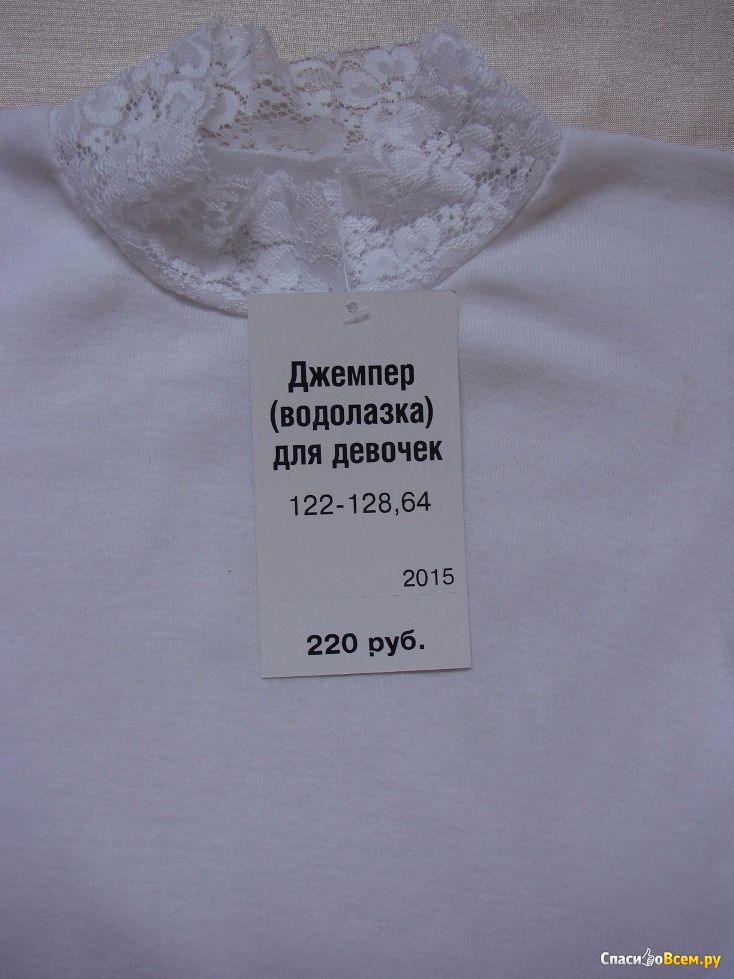 Джемпер
(водолазка)
для девочек
122-128,64
2015
220 руб.
СпасибоВсем.ру